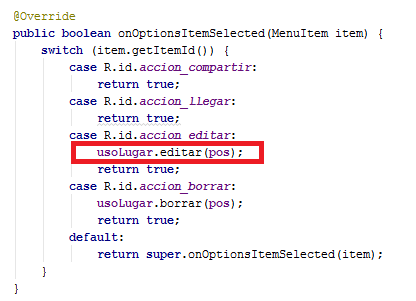 @Override
public boolean onOptionsItemSelected(MenuItem item) {
    switch (item.getItemId()) {
        case R.id.accion_compartir:
            return true;
        case R.id.accion_llegar:
            return true;
        case R.id.accion_editar:
            usoLugar.editar(pos);
            return true;
        case R.id.accion_borrar:
            usoLugar.borrar(pos);
            return true;
        default:
            return super.onOptionsItemSelected(item);
    }
}